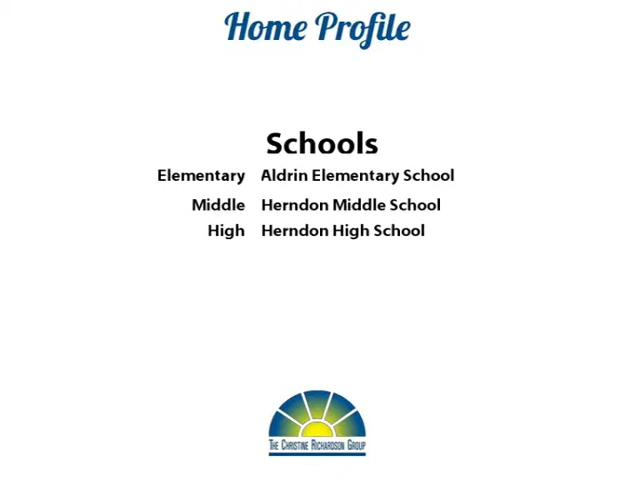 Home Profile
Schools
Elementary Aldrin Elementary School
Middle Herndon Middle School
High Herndon High School
The Christine Richardson Group